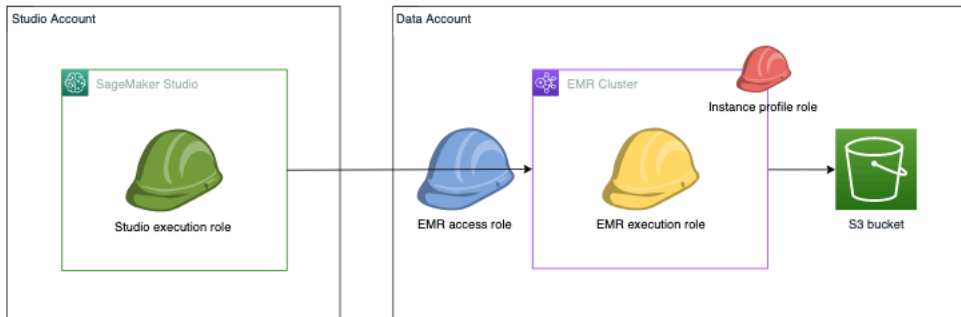 Studio Account
Data Account
SageMaker Studio
EMR Cluster
Instance profile role
Studio execution role
EMR access role
EMR execution role
S3 bucket